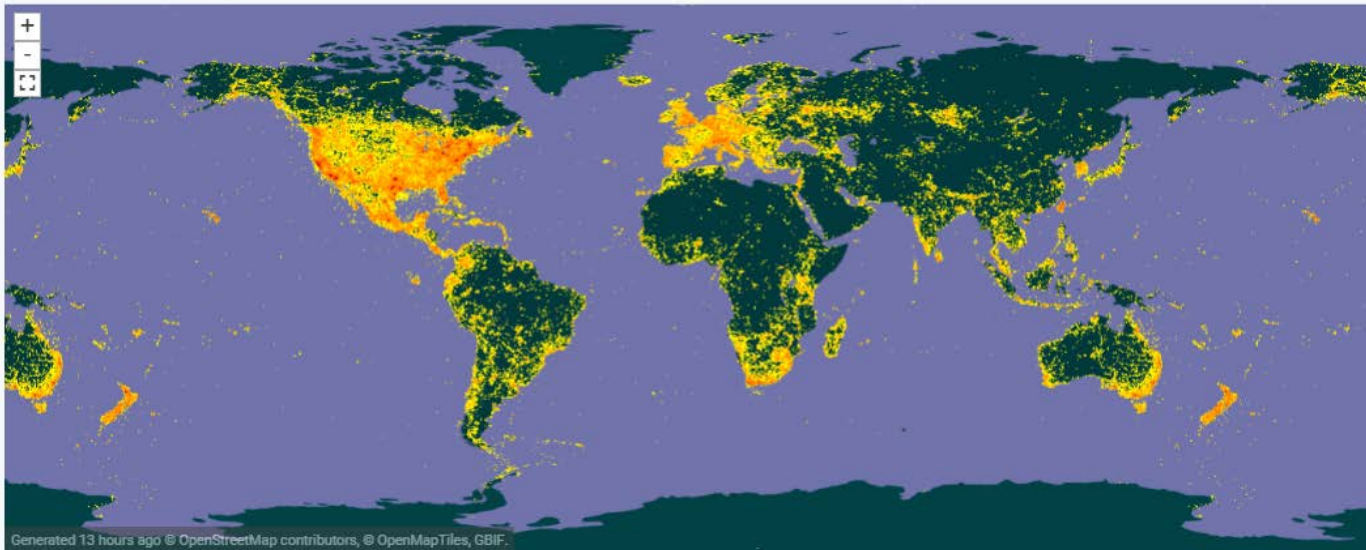 +
-
Generated 13 hours ago © OpenStreetMap contributors, © OpenMapTiles, GBIF.